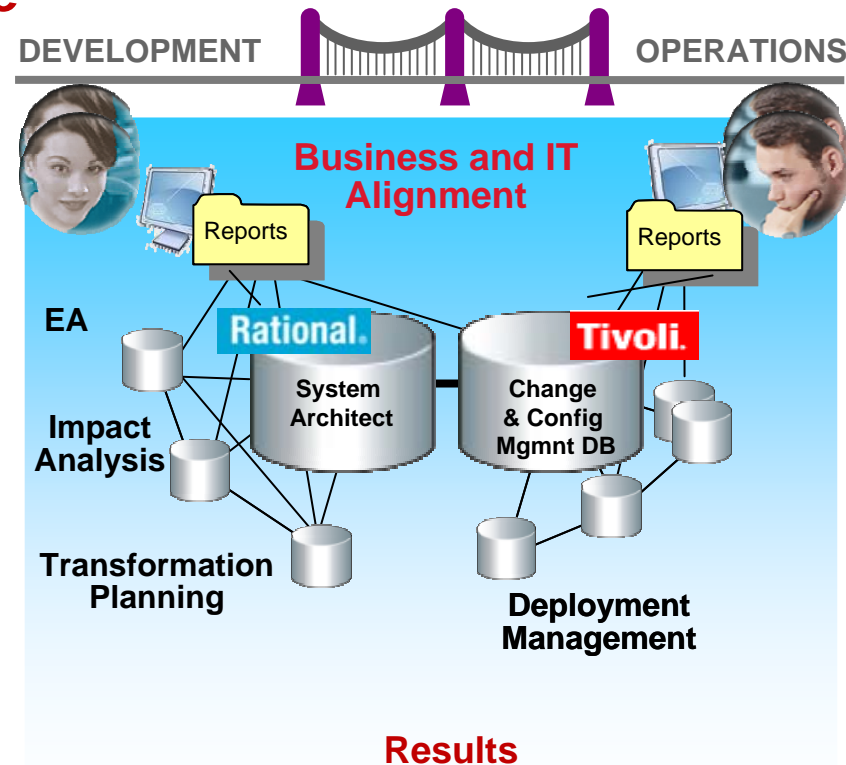 DEVELOPMENT
OPERATIONS
Business and IT
Alignment
Reports
Reports
EA
Rational.
Tivoli.
System
Architect
Change
& Config
Mgmnt DB
Impact
Analysis
Transformation
Planning
Deployment
Management
Results